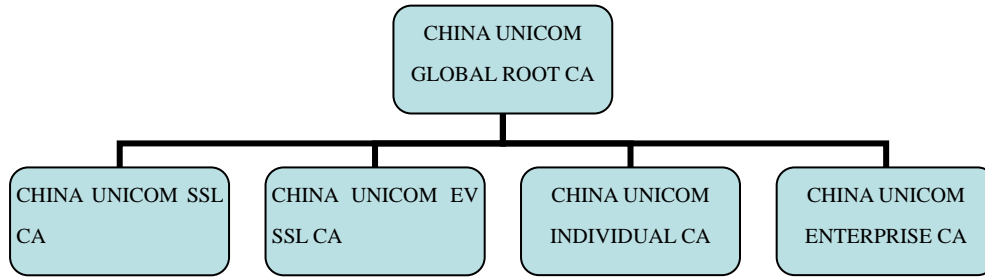 CHINA UNICOM
GLOBAL ROOT CA
CHINA UNICOM SSL
CA
CHINA UNICOM EV
SSL CA
CHINA UNICOM
INDIVIDUAL CA
CHINA UNICOM
ENTERPRISE CA